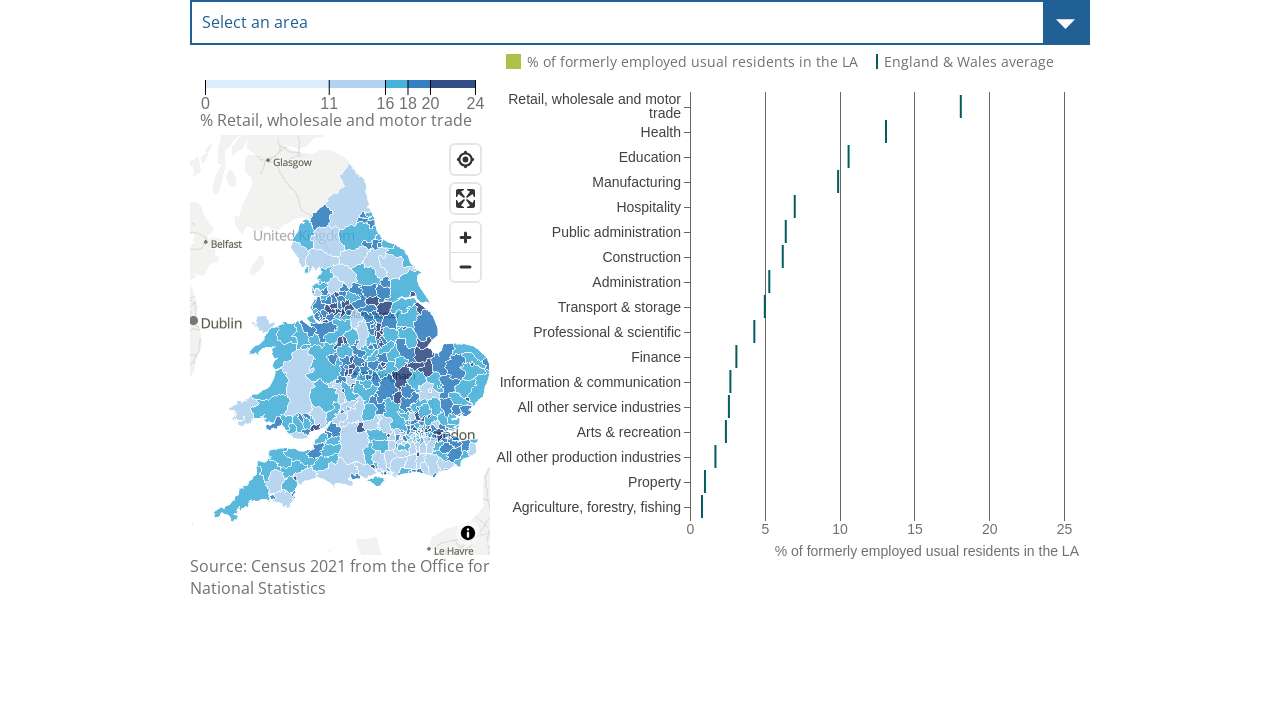 Select an area
% of formerly employed usual residents in the LA
England & Wales average
0 11 16 18 20 24
% Retail, wholesale and motor trade
Glasgow
United Kingdom
Belfast
Dublin
Le Havre
Source: Census 2021 from the Office for
National Statistics
Retail, wholesale and motor
trade
Health
Education
Manufacturing
Hospitality
Public administration
Construction
Administration
Transport & storage
Professional & scientific
Finance
Information & communication
All other service industries
Arts & recreation
All other production industries
Property
Agriculture, forestry, fishing
0 5 10 15 20 25
% of formerly employed usual residents in the LA